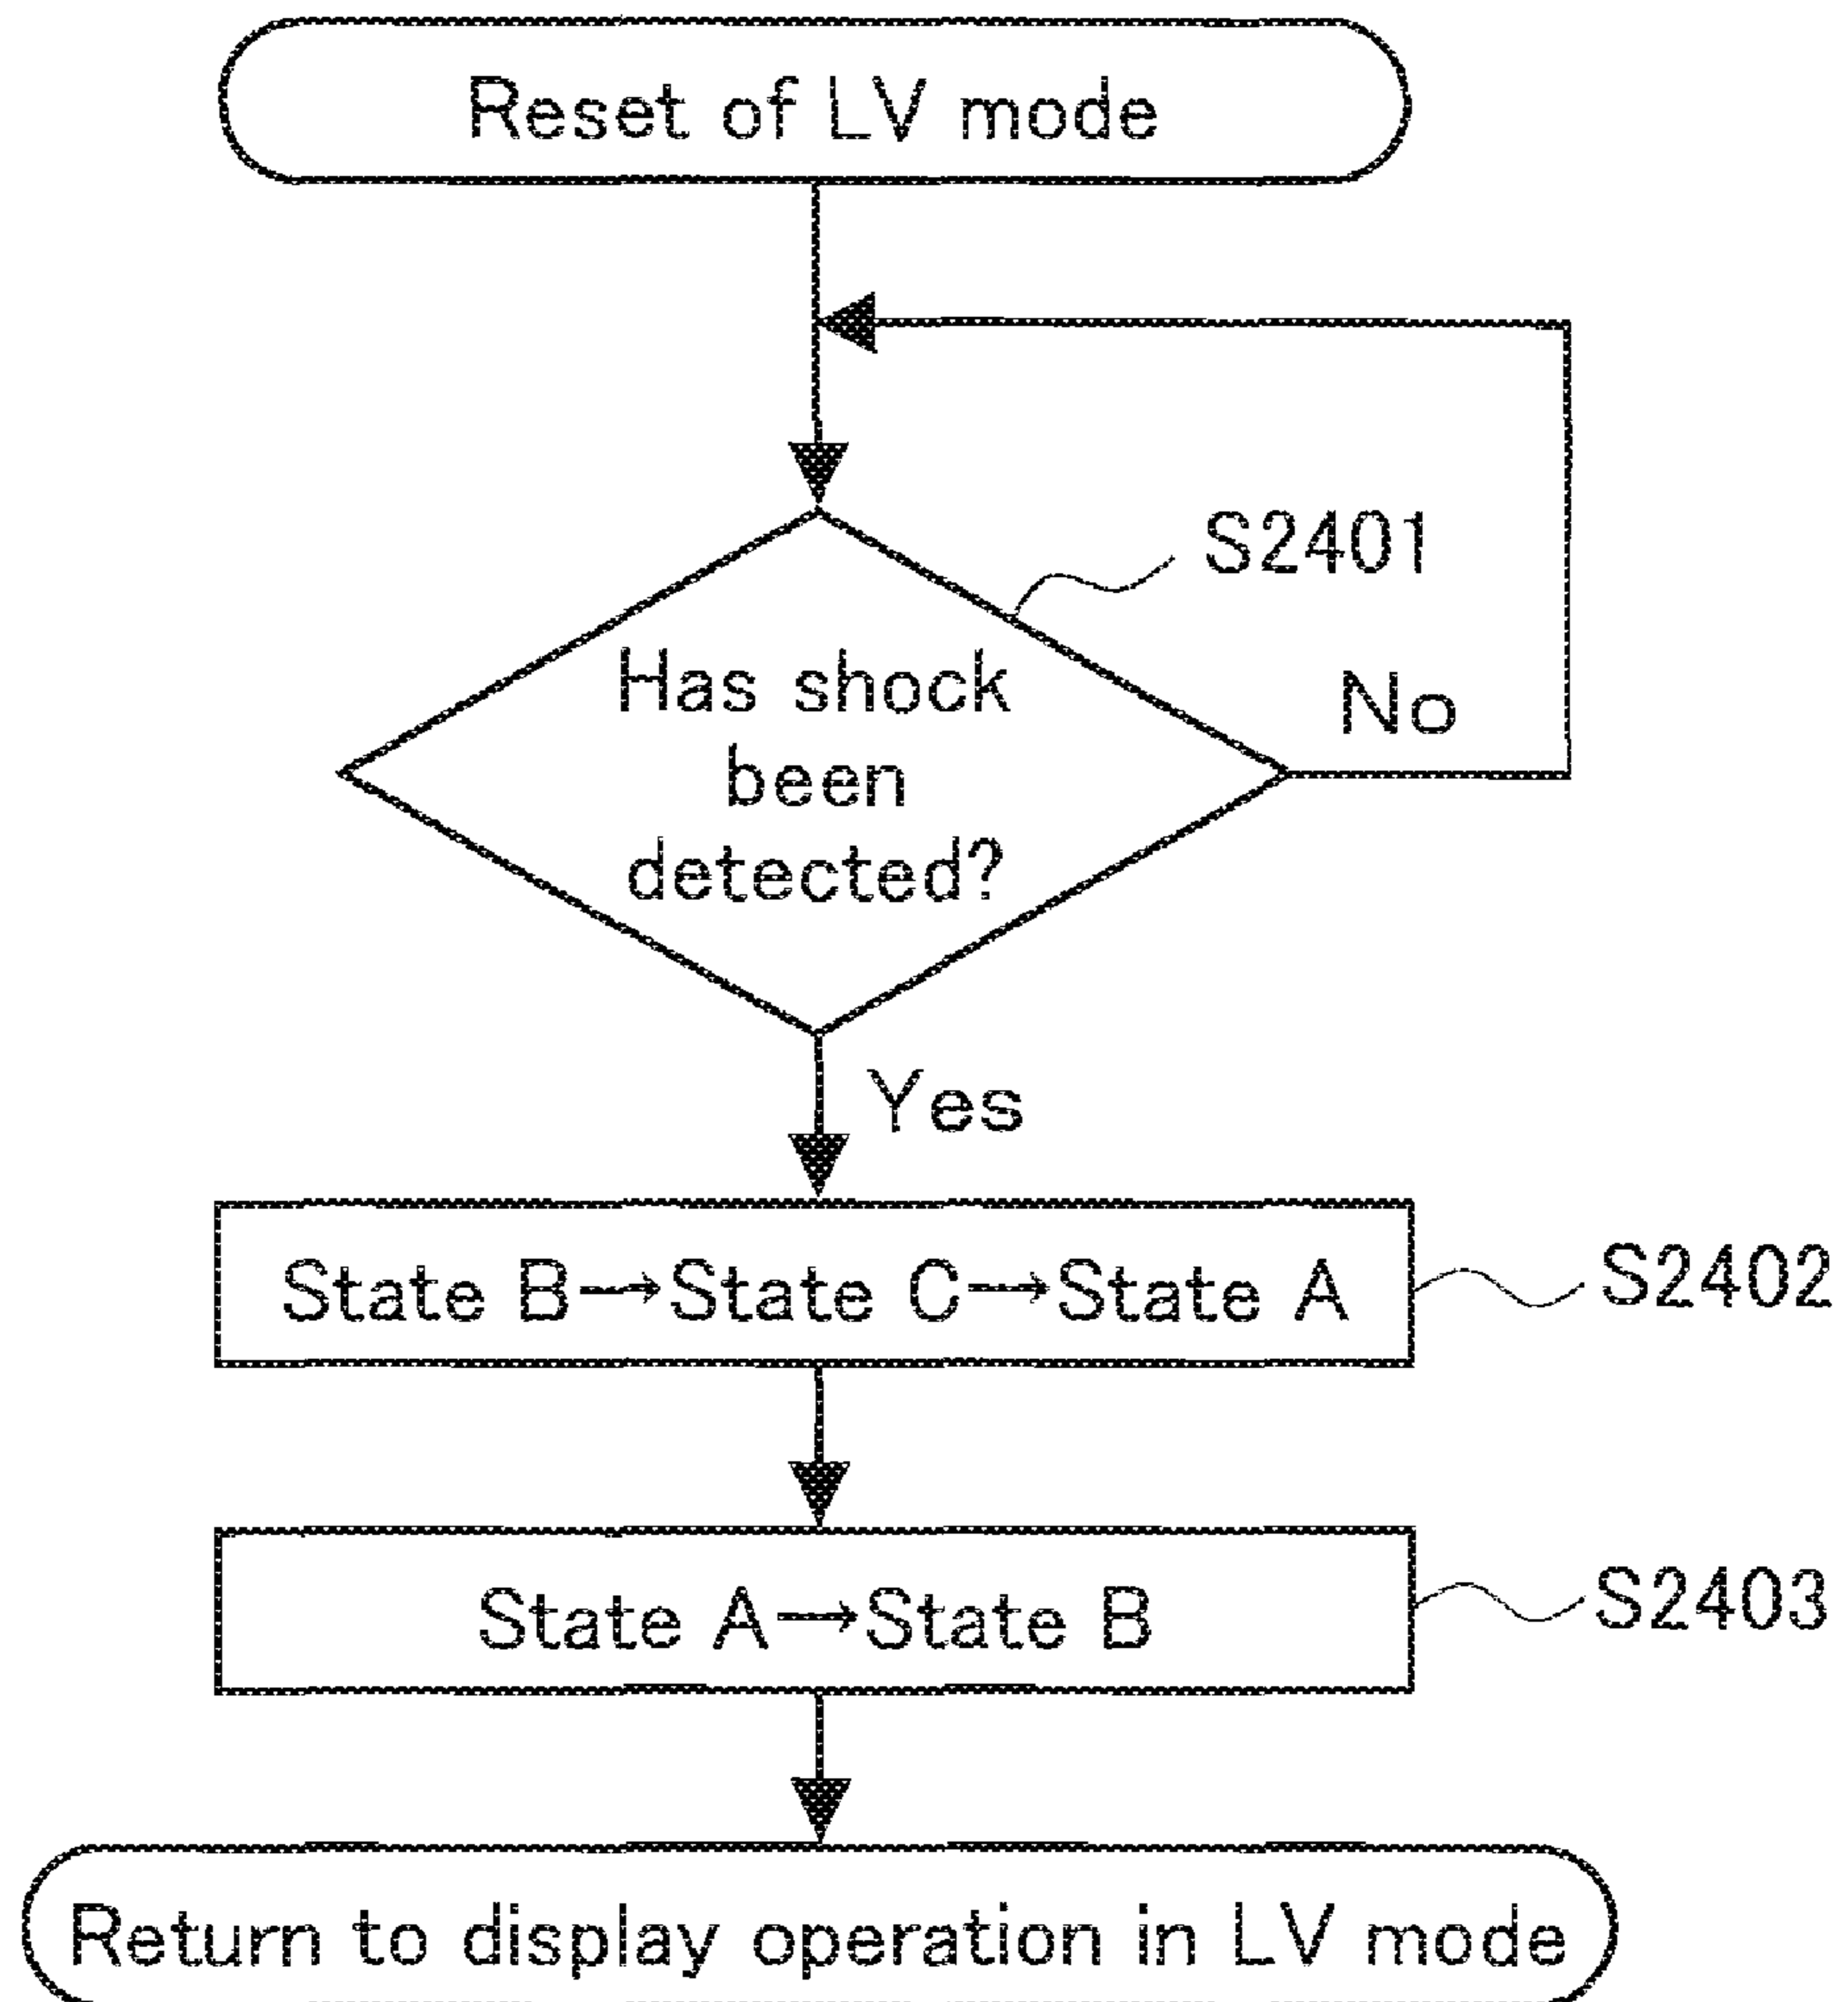 Reset of LV mode
S2401
Has shock
been
detected?
No
Yes
State B→State C→State A
S2402
State A→State B
S2403
Return to display operation in LV mode